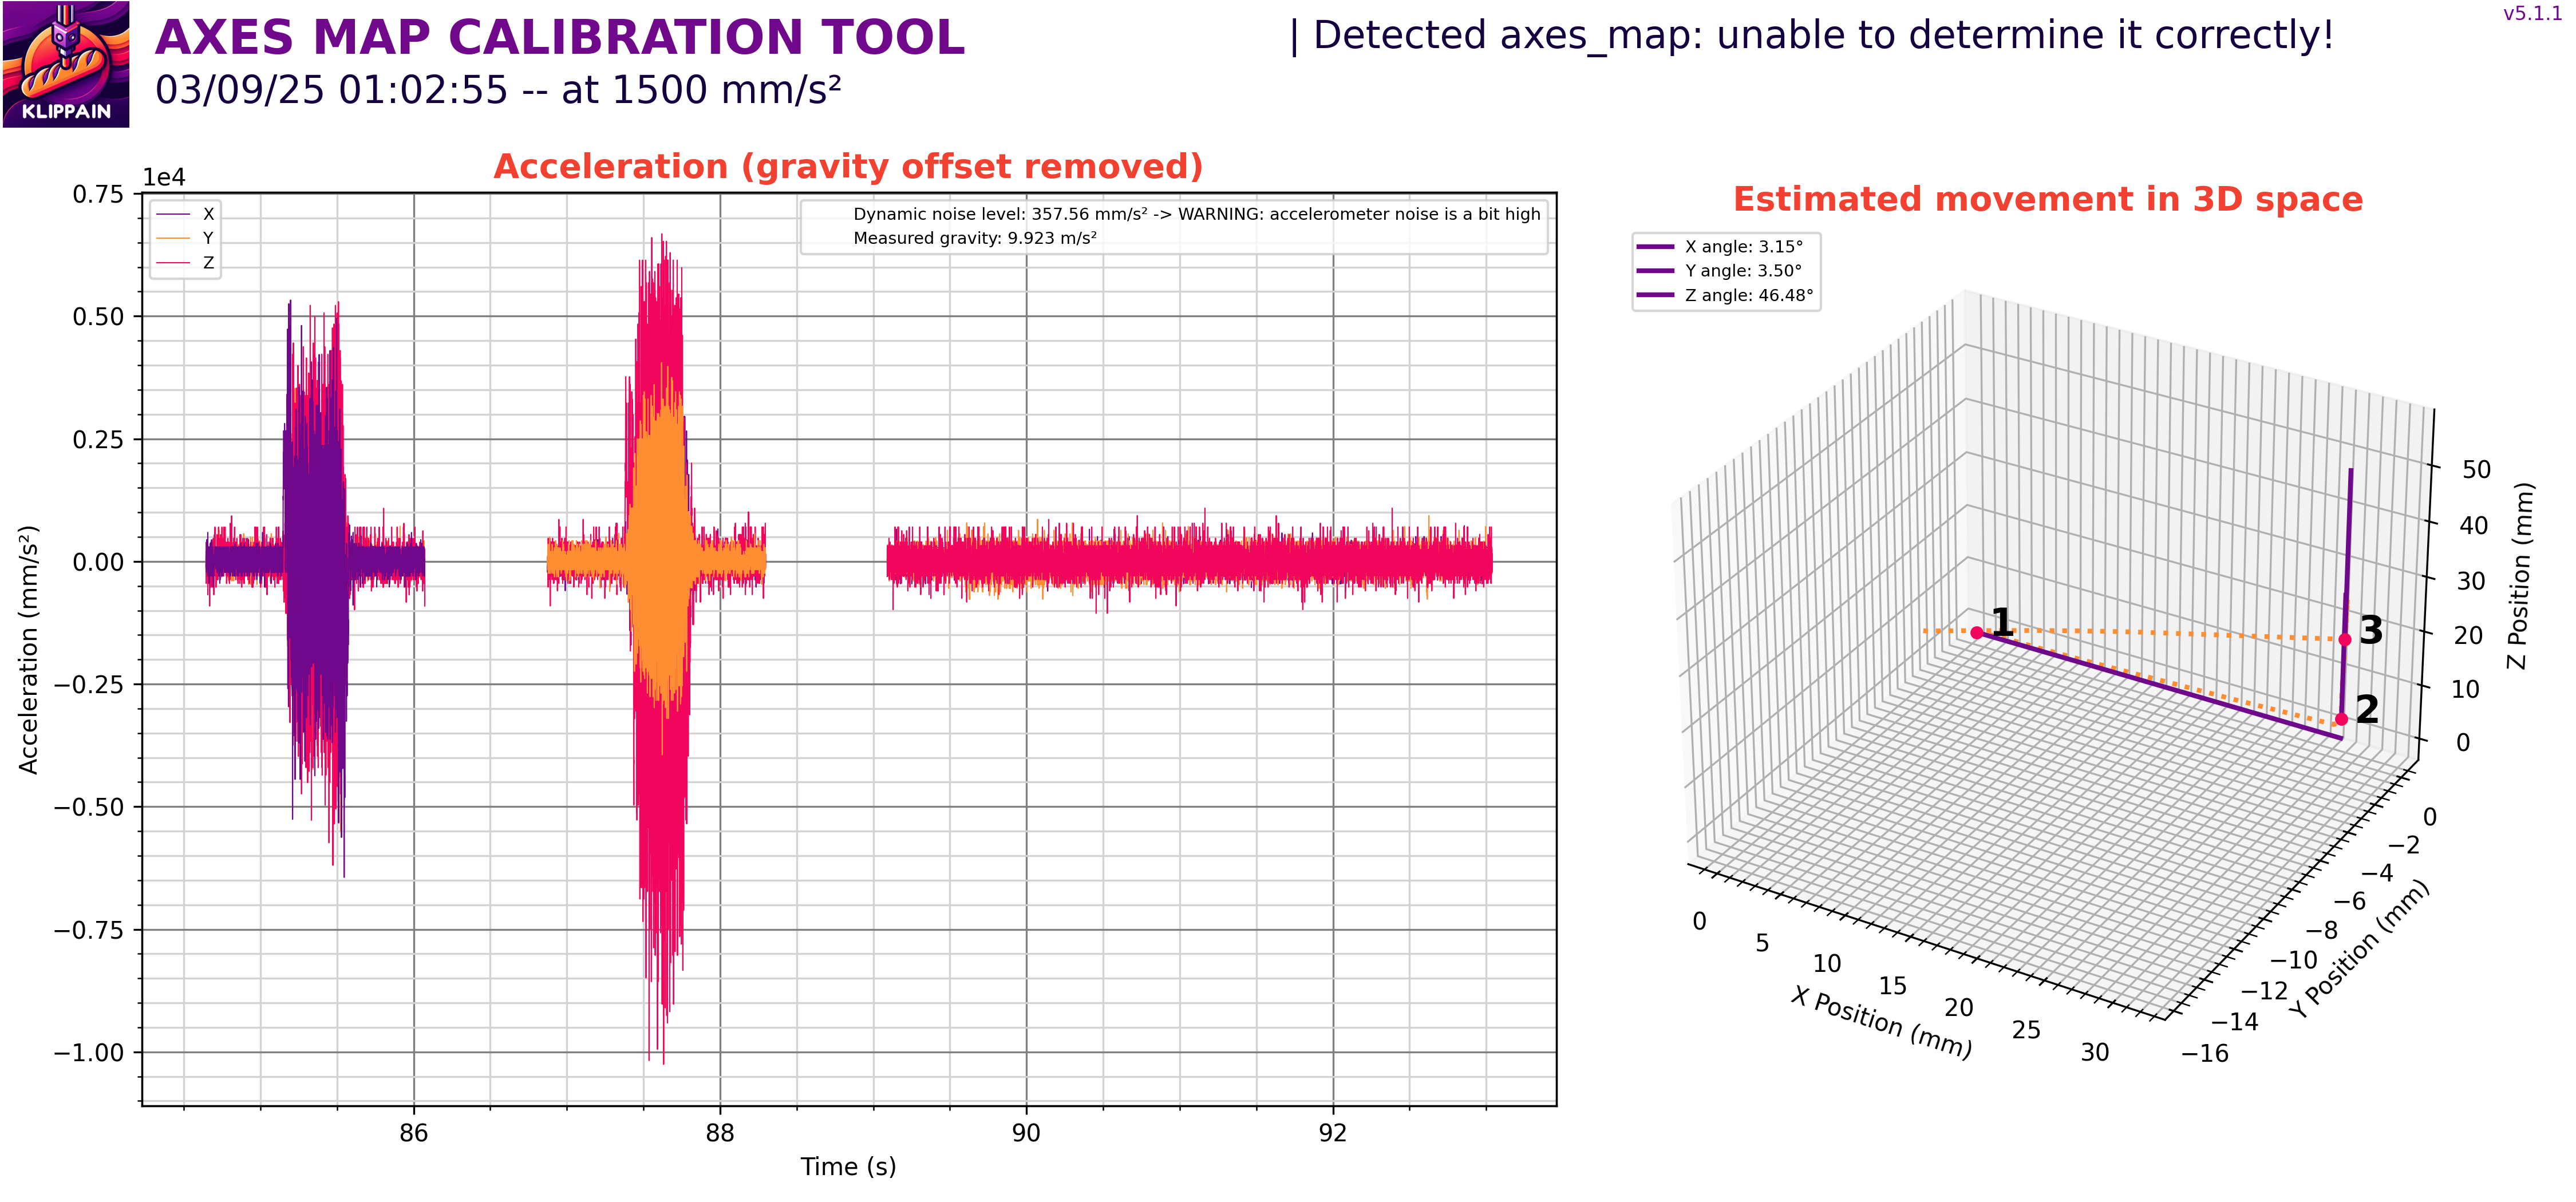 KLIPPAIN
AXES MAP CALIBRATION TOOL
03/09/25 01:02:55 -- at 1500 mm/s²
| Detected axes_map: unable to determine it correctly!
v5.1.1
Acceleration (gravity offset removed)
1e4
X
Y
Z
Dynamic noise level: 357.56 mm/s² -> WARNING: accelerometer noise is a bit high
Measured gravity: 9.923 m/s²
0.75
0.50
0.25
0.00
−0.25
−0.50
−0.75
−1.00
Acceleration (mm/s²)
86
88
90
92
Time (s)
Estimated movement in 3D space
X angle: 3.15°
Y angle: 3.50°
Z angle: 46.48°
1
3
2
50
40
30
20
10
0
Z Position (mm)
0
−2
−4
−6
−8
−10
−12
−14
−16
Y Position (mm)
0
5
10
15
20
25
30
X Position (mm)